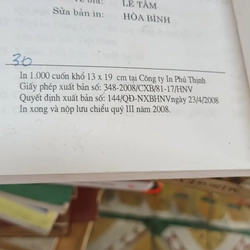 LÊ TÂM
Sửa bản in:
HÒA BÌNH
30
In 1.000 cuốn khổ 13 x 19 cm tại Công ty In Phú Thịnh
Giấy phép xuất bản số: 348-2008/CXB/81-17/HNV
Quyết định xuất bản số: 144/QĐ-NXBHNVngày 23/4/2008
In xong và nộp lưu chiểu quý III năm 2008.